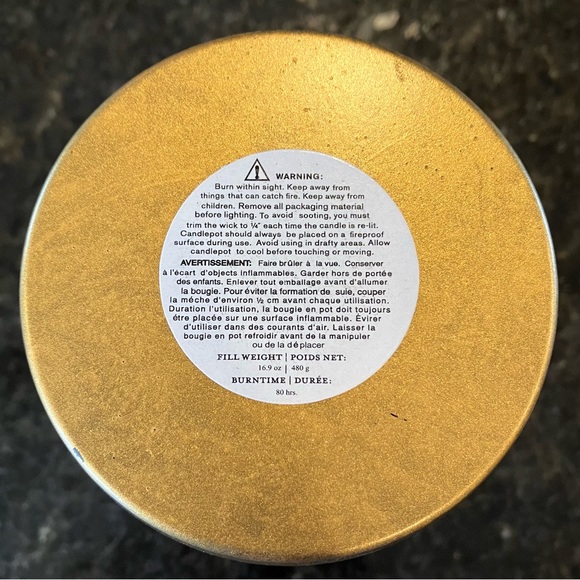 WARNING:
Burn within sight. Keep away from
things that can catch fire. Keep away from
children. Remove all packaging material
before lighting. To avoid sooting, you must
trim the wick to ¼" each time the candle is re-lit.
Candlepot should always be placed on a fireproof
surface during use. Avoid using in drafty areas. Allow
candlepot to cool before touching or moving.
AVERTISSEMENT: Faire brûler à la vue. Conserver
à l'écart d'objects inflammables. Garder hors de portée
des enfants. Enlever tout emballage avant d'allumer
la bougie. Pour éviter la formation de suie, couper
la méche d'environ ½ cm avant chaque utilisation.
Duration l'utilisation, la bougie en pot doit toujours
être placée sur une surface inflammable. Évirer
d'utiliser dans des courants d'air. Laisser la
bougie en pot refroidir avant de la manipuler
ou de la déplacer
FILL WEIGHT | POIDS NET:
16.9 oz | 480 g
BURNTIME | DURÉE:
80 hrs.